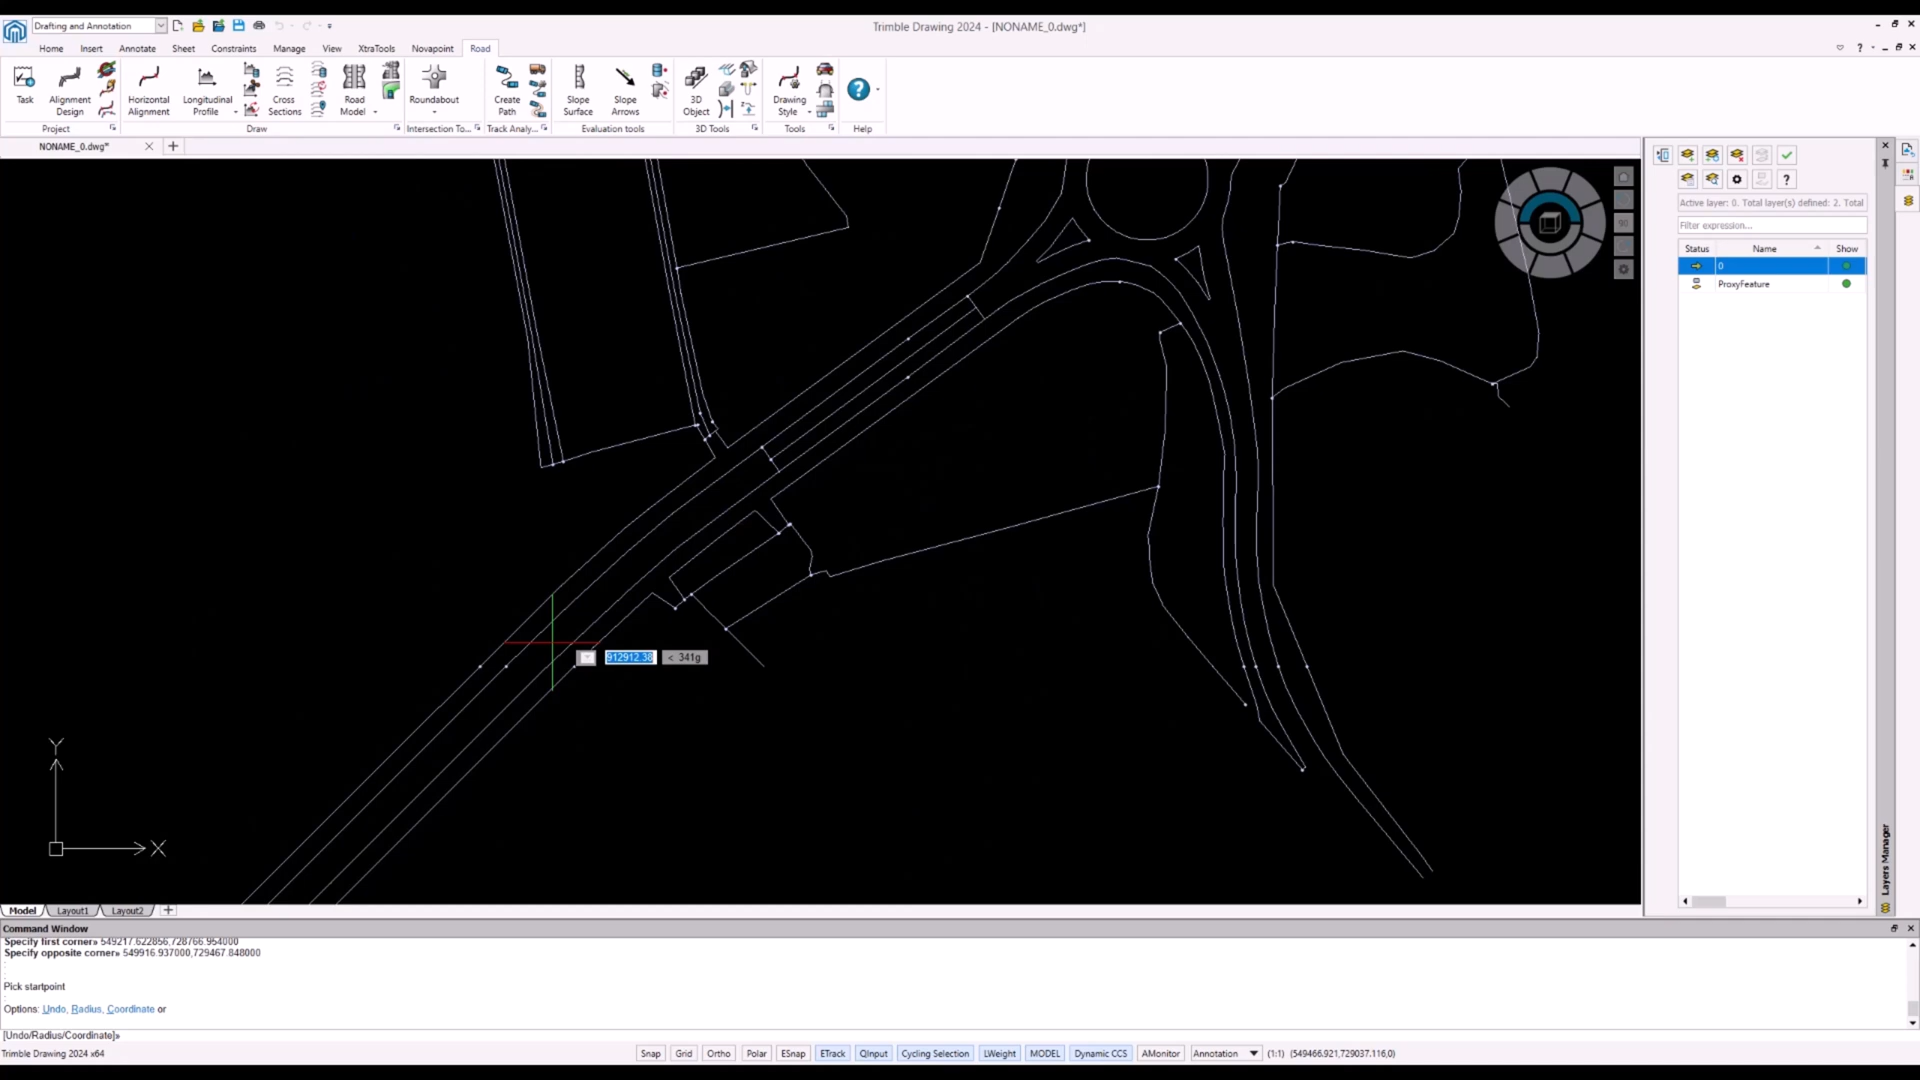 Drafting and Annotation
Trimble Drawing 2024 - [NONAME_0.dwg*]
Home Insert Annotate Sheet Constraints Manage View XtraTools Novapoint Road
Task
Alignment Design
Horizontal Alignment
Longitudinal Profile
Cross Sections
Road Model
Roundabout
Create Path
Slope Surface
Slope Arrows
3D Object
Drawing Style
Project Draw Intersection To... Track Analy... Evaluation tools 3D Tools Tools Help
NONAME_0.dwg*
Active layer: 0. Total layer(s) defined: 2. Total
Filter expression...
Status Name Show
0
ProxyFeature
912912.38 < 341g
Y
X
Layers Manager
Model Layout1 Layout2
Command Window
Specify first corner» 549217.622856,728766.954000
Specify opposite corner» 549916.937000,729467.848000
:
:
Pick startpoint
:
Options: Undo, Radius, Coordinate or
[Undo/Radius/Coordinate]»
Trimble Drawing 2024 x64
Snap Grid Ortho Polar ESnap ETrack QInput Cycling Selection LWeight MODEL Dynamic CCS AMonitor Annotation (1:1) (549466.921,729037.116,0)